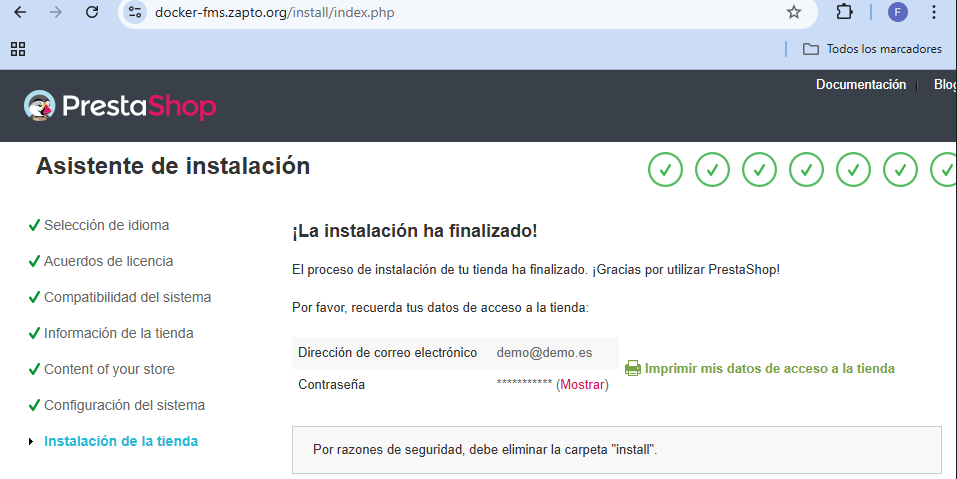 docker-fms.zapto.org/install/index.php
F
Todos los marcadores
PrestaShop
Documentación
Blog
Asistente de instalación
Selección de idioma
Acuerdos de licencia
Compatibilidad del sistema
Información de la tienda
Content of your store
Configuración del sistema
Instalación de la tienda
¡La instalación ha finalizado!
El proceso de instalación de tu tienda ha finalizado. ¡Gracias por utilizar PrestaShop!
Por favor, recuerda tus datos de acceso a la tienda:
Dirección de correo electrónico demo@demo.es
Contraseña *********** (Mostrar)
Imprimir mis datos de acceso a la tienda
Por razones de seguridad, debe eliminar la carpeta "install".